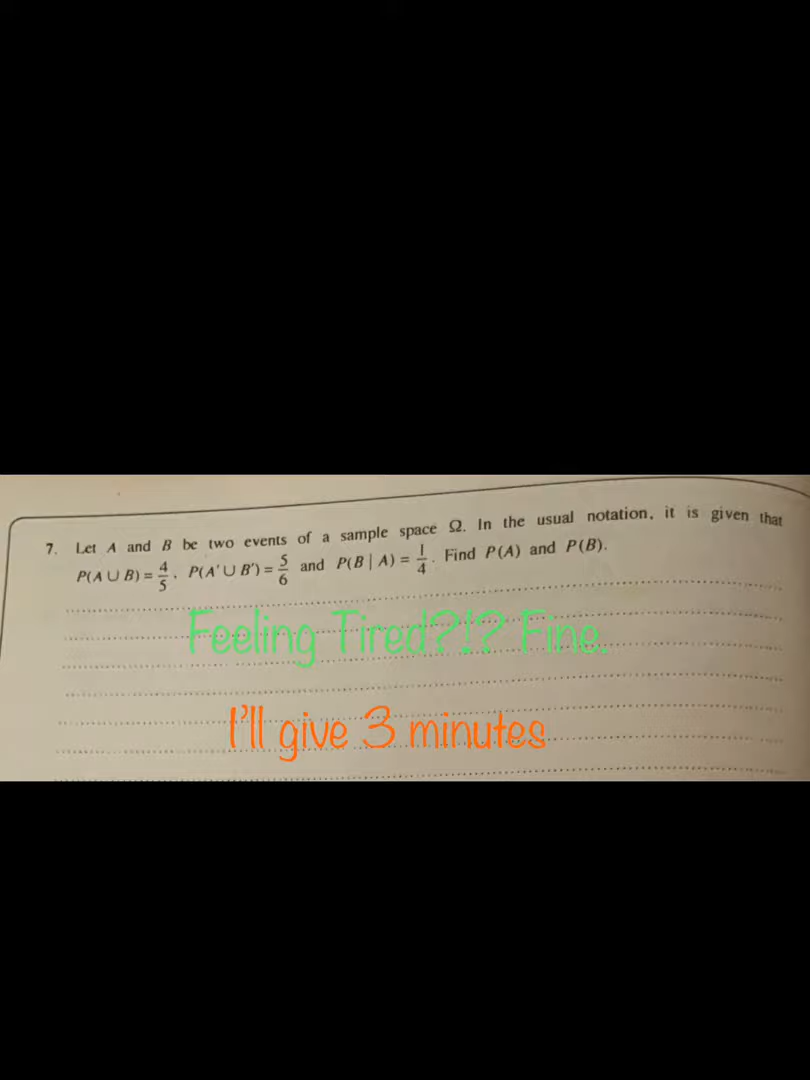 7. Let A and B be two events of a sample space Ω. In the usual notation, it is given that
P(A ∪ B) = 4/5, P(A' ∪ B') = 5/6 and P(B | A) = 1/4. Find P(A) and P(B).
Feeling Tired?!? Fine.
I'll give 3 minutes